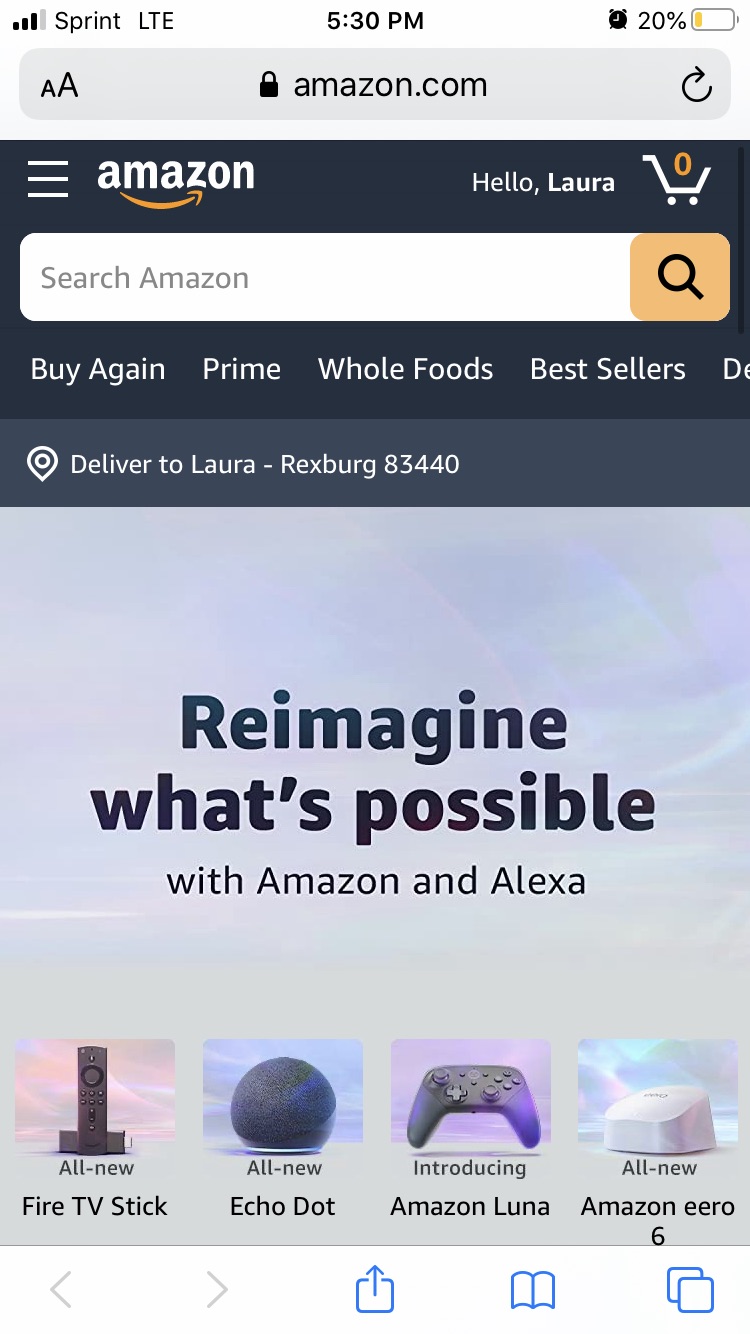 Sprint LTE 5:30 PM 20%
AA amazon.com
amazon Hello, Laura 0
Search Amazon
Buy Again Prime Whole Foods Best Sellers De
Deliver to Laura - Rexburg 83440
Reimagine
what's possible
with Amazon and Alexa
All-new All-new Introducing All-new
Fire TV Stick Echo Dot Amazon Luna Amazon eero
6